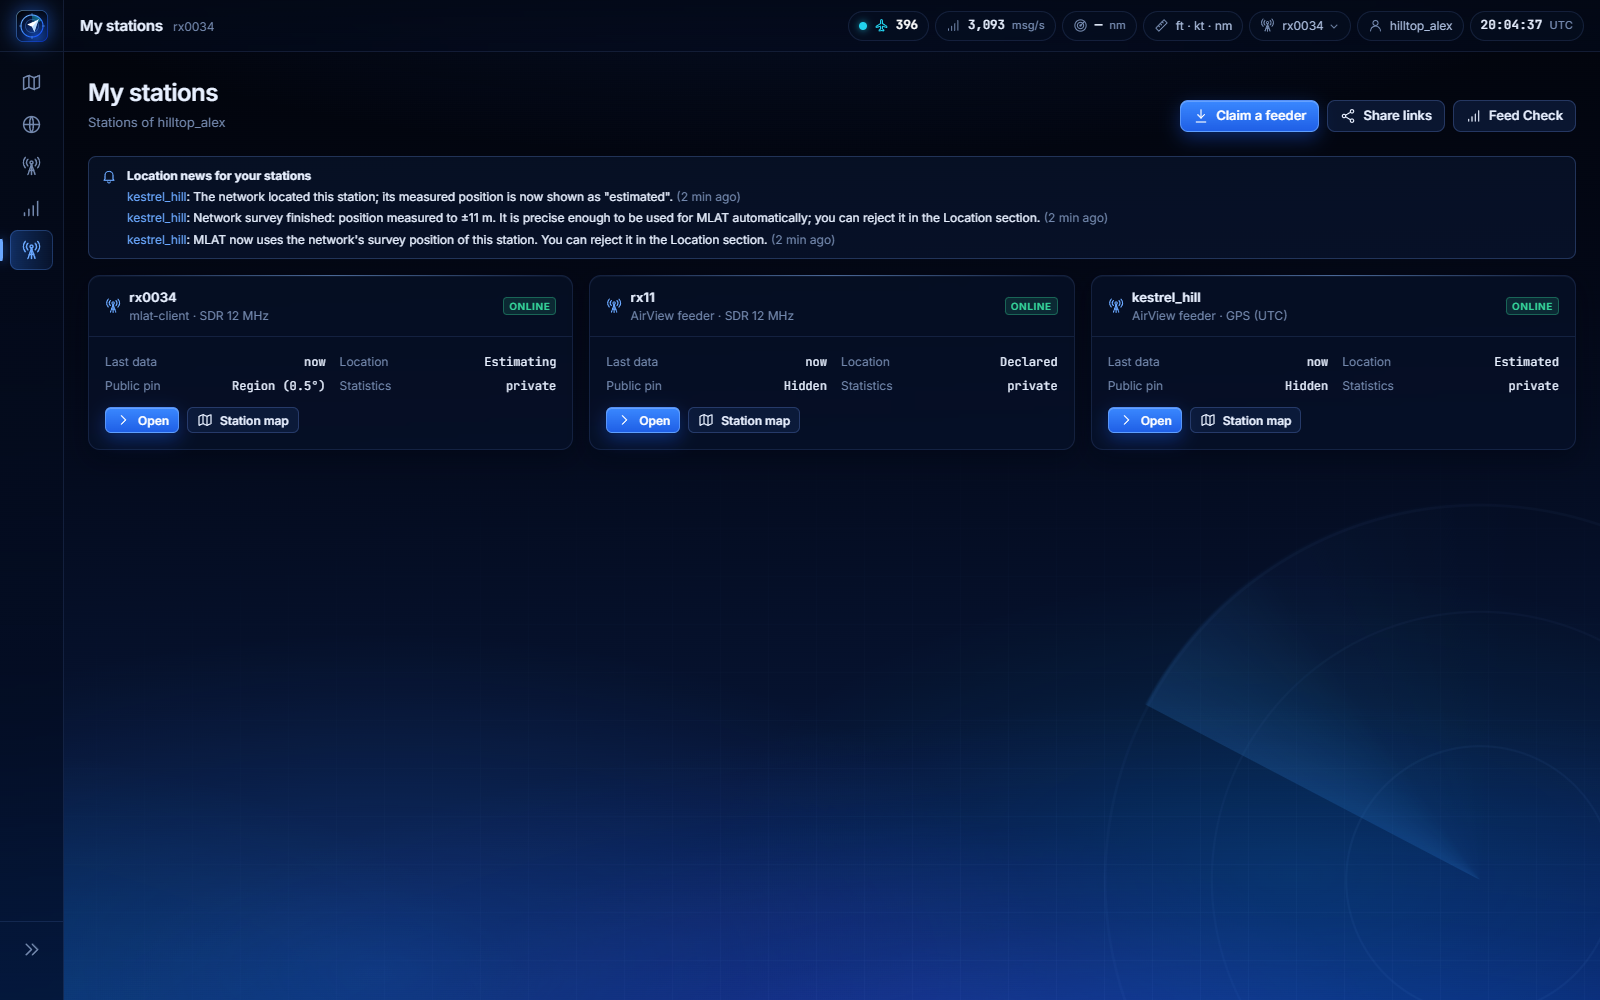 My stations rx0034
396
3,093 msg/s
– nm
ft · kt · nm
rx0034
hilltop_alex
20:04:37 UTC
My stations
Stations of hilltop_alex
Claim a feeder
Share links
Feed Check
Location news for your stations
kestrel_hill: The network located this station; its measured position is now shown as "estimated". (2 min ago)
kestrel_hill: Network survey finished: position measured to ±11 m. It is precise enough to be used for MLAT automatically; you can reject it in the Location section. (2 min ago)
kestrel_hill: MLAT now uses the network's survey position of this station. You can reject it in the Location section. (2 min ago)
rx0034
mlat-client · SDR 12 MHz
ONLINE
Last data now Location Estimating
Public pin Region (0.5°) Statistics private
Open Station map
rx11
AirView feeder · SDR 12 MHz
ONLINE
Last data now Location Declared
Public pin Hidden Statistics private
Open Station map
kestrel_hill
AirView feeder · GPS (UTC)
ONLINE
Last data now Location Estimated
Public pin Hidden Statistics private
Open Station map